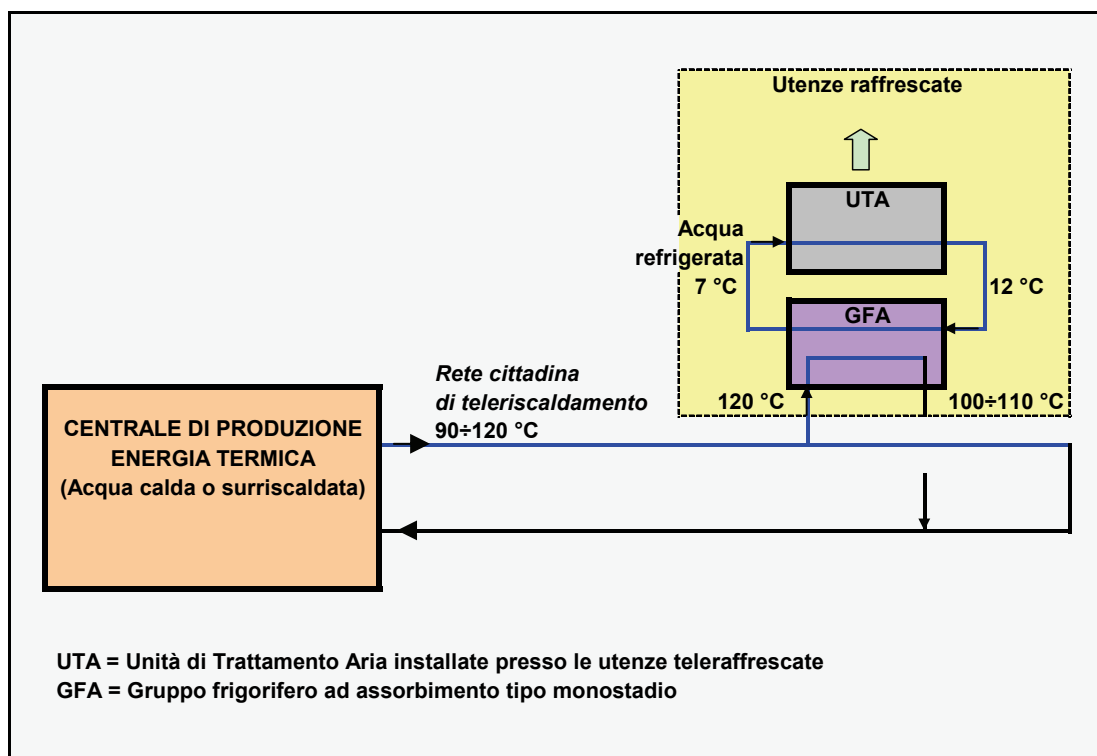 Utenze raffrescate
UTA
Acqua
refrigerata
7 °C
12 °C
GFA
120 °C
100÷110 °C
Rete cittadina
di teleriscaldamento
90÷120 °C
CENTRALE DI PRODUZIONE
ENERGIA TERMICA
(Acqua calda o surriscaldata)
UTA = Unità di Trattamento Aria installate presso le utenze teleraffrescate
GFA = Gruppo frigorifero ad assorbimento tipo monostadio